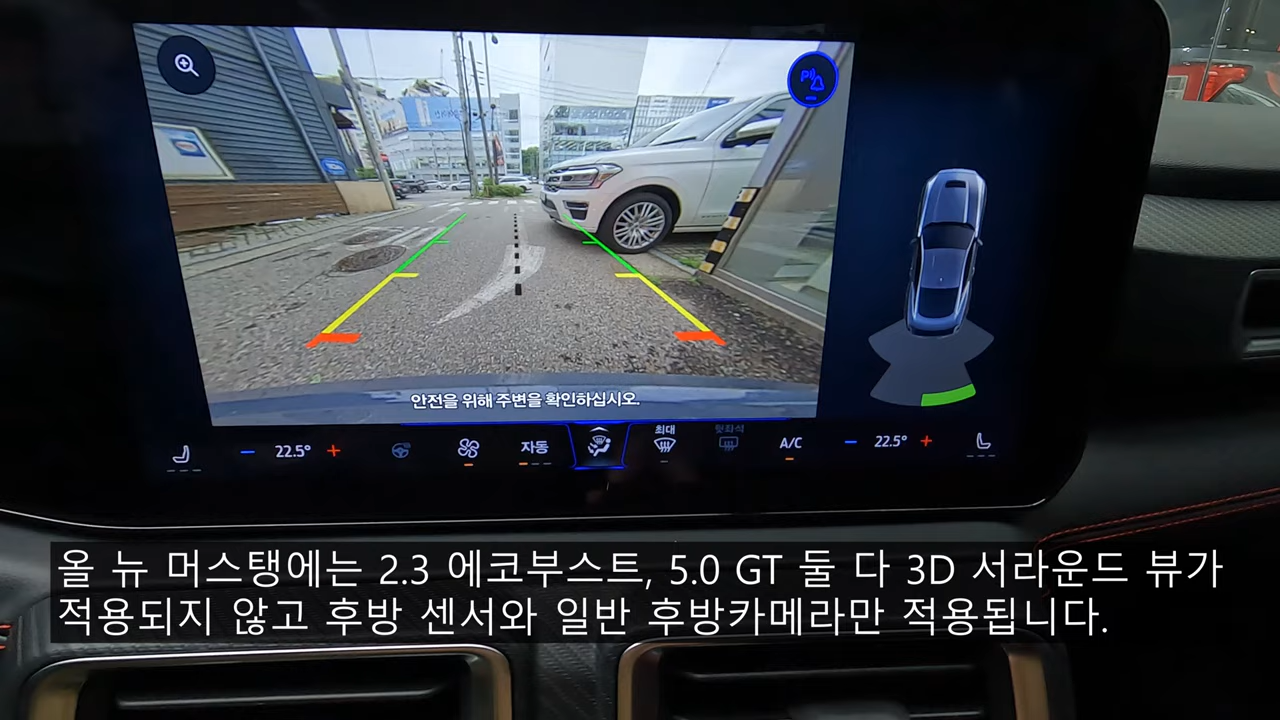 안전을 위해 주변을 확인하십시오.
22.5°
자동
최대
뒷좌석
A/C
22.5°
올 뉴 머스탱에는 2.3 에코부스트, 5.0 GT 둘 다 3D 서라운드 뷰가
적용되지 않고 후방 센서와 일반 후방카메라만 적용됩니다.